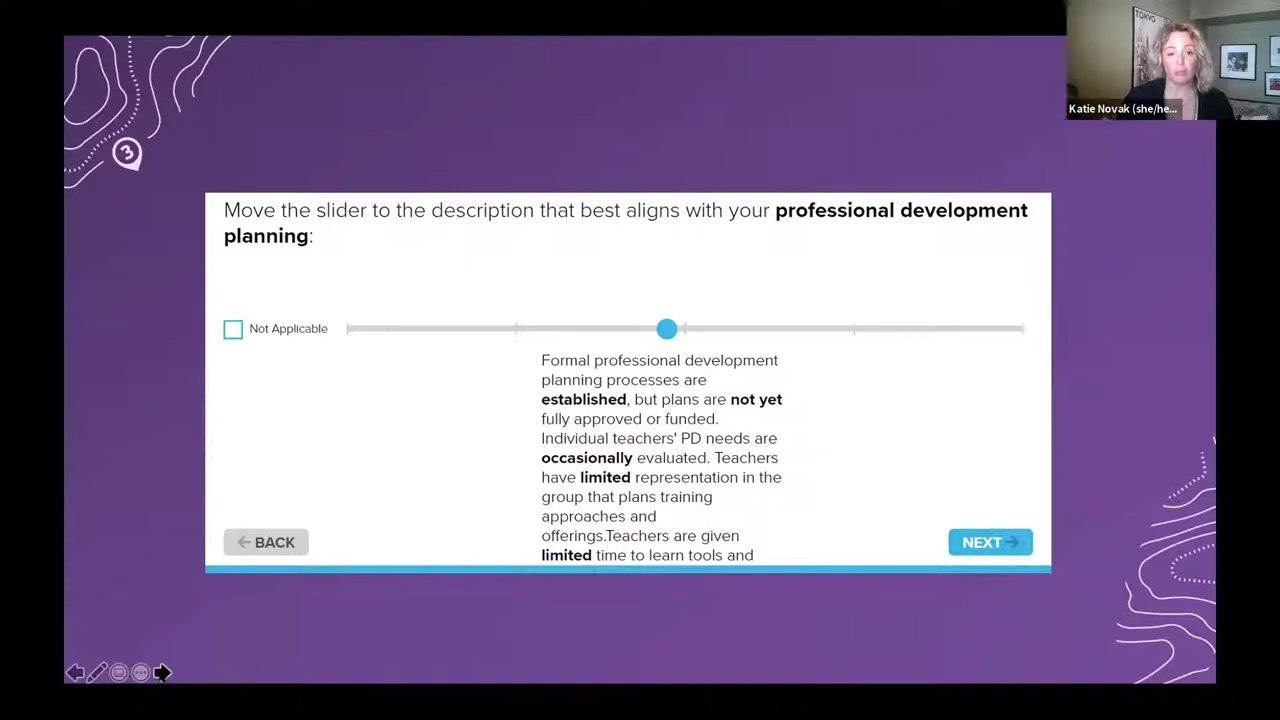 TOKYO
Katie Novak (she/he...
3
Move the slider to the description that best aligns with your professional development
planning:
Not Applicable
Formal professional development
planning processes are
established, but plans are not yet
fully approved or funded.
Individual teachers' PD needs are
occasionally evaluated. Teachers
have limited representation in the
group that plans training
approaches and
offerings.Teachers are given
limited time to learn tools and
BACK
NEXT